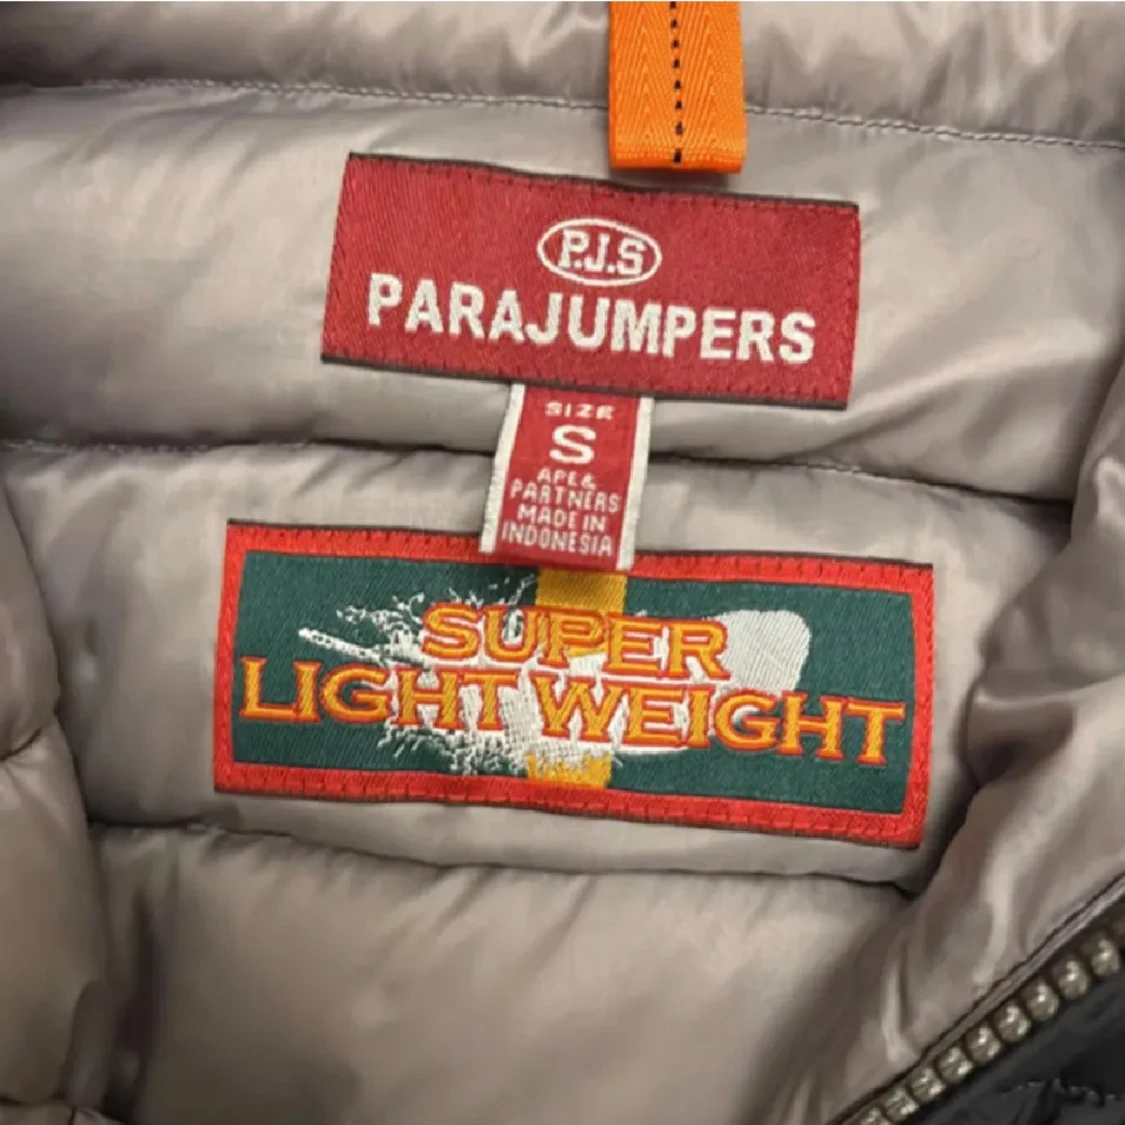 P.J.S
PARAJUMPERS
SIZE
S
APE &
PARTNERS
MADE IN
INDONESIA
SUPER
LIGHT WEIGHT